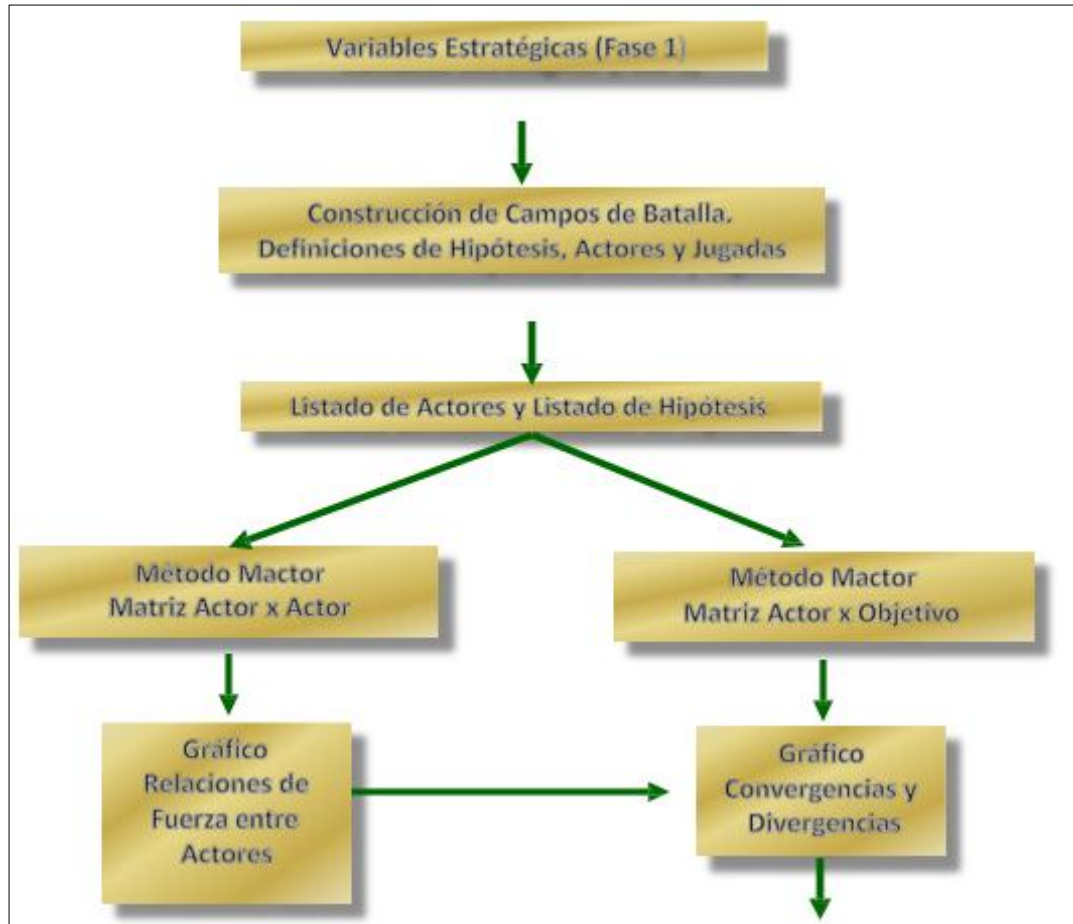 Variables Estratégicas (Fase 1)
Construcción de Campos de Batalla.
Definiciones de Hipótesis, Actores y Jugadas
Listado de Actores y Listado de Hipótesis
Método Mactor
Matriz Actor x Actor
Método Mactor
Matriz Actor x Objetivo
Gráfico
Relaciones de
Fuerza entre
Actores
Gráfico
Convergencias y
Divergencias